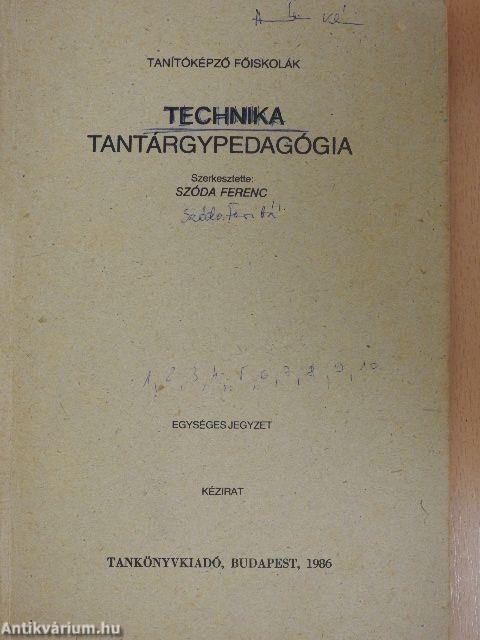 TANÍTÓKÉPZŐ FŐISKOLÁK
TECHNIKA
TANTÁRGYPEDAGÓGIA
Szerkesztette:
SZÓDA FERENC
1, 2, 3, 4, 5, 6, 7, 8, 9, 10
EGYSÉGES JEGYZET
KÉZIRAT
TANKÖNYVKIADÓ, BUDAPEST, 1986
Antikvárium.hu